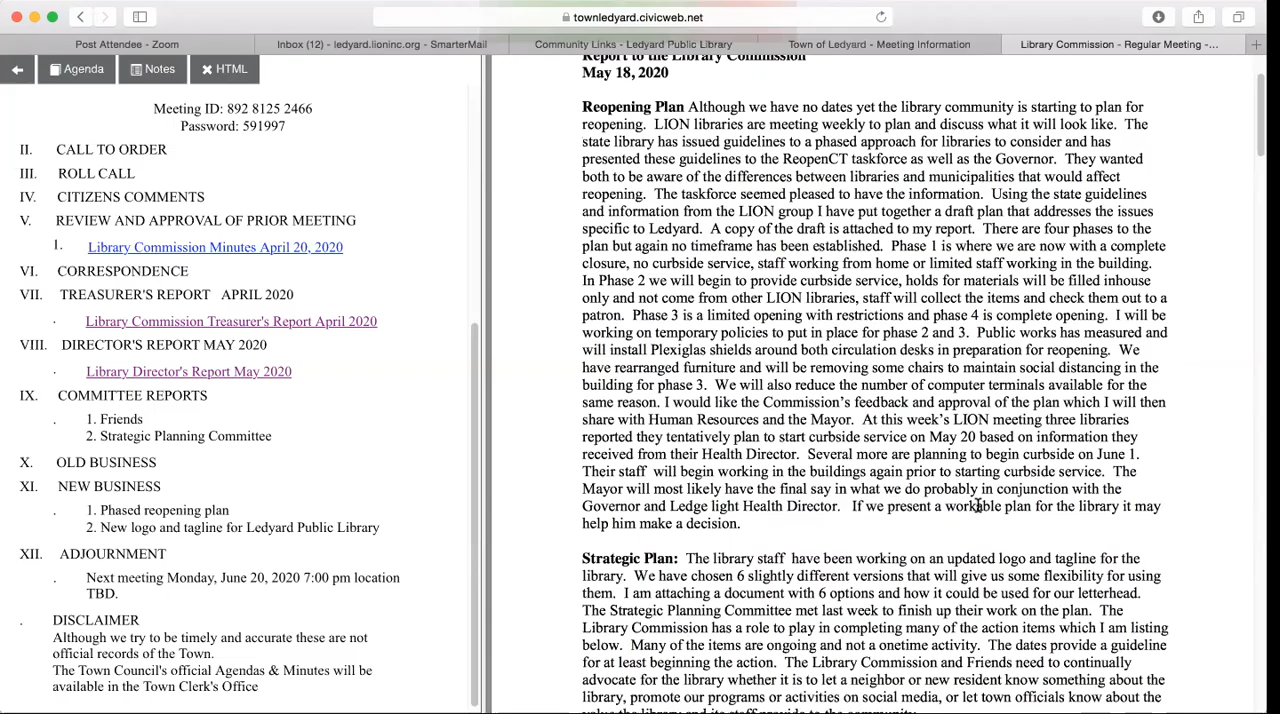 townledyard.civicweb.net
Post Attendee - Zoom
Inbox (12) - ledyard.lioninc.org - SmarterMail
Community Links - Ledyard Public Library
Town of Ledyard - Meeting Information
Library Commission - Regular Meeting -...
Agenda
Notes
HTML
Meeting ID: 892 8125 2466
Password: 591997
II. CALL TO ORDER
III. ROLL CALL
IV. CITIZENS COMMENTS
V. REVIEW AND APPROVAL OF PRIOR MEETING
I. Library Commission Minutes April 20, 2020
VI. CORRESPONDENCE
VII. TREASURER'S REPORT APRIL 2020
. Library Commission Treasurer's Report April 2020
VIII. DIRECTOR'S REPORT MAY 2020
. Library Director's Report May 2020
IX. COMMITTEE REPORTS
. 1. Friends
2. Strategic Planning Committee
X. OLD BUSINESS
XI. NEW BUSINESS
. 1. Phased reopening plan
2. New logo and tagline for Ledyard Public Library
XII. ADJOURNMENT
. Next meeting Monday, June 20, 2020 7:00 pm location
TBD.
. DISCLAIMER
Although we try to be timely and accurate these are not
official records of the Town.
The Town Council's official Agendas & Minutes will be
available in the Town Clerk's Office
Report to the Library Commission
May 18, 2020
Reopening Plan Although we have no dates yet the library community is starting to plan for
reopening. LION libraries are meeting weekly to plan and discuss what it will look like. The
state library has issued guidelines to a phased approach for libraries to consider and has
presented these guidelines to the ReopenCT taskforce as well as the Governor. They wanted
both to be aware of the differences between libraries and municipalities that would affect
reopening. The taskforce seemed pleased to have the information. Using the state guidelines
and information from the LION group I have put together a draft plan that addresses the issues
specific to Ledyard. A copy of the draft is attached to my report. There are four phases to the
plan but again no timeframe has been established. Phase 1 is where we are now with a complete
closure, no curbside service, staff working from home or limited staff working in the building.
In Phase 2 we will begin to provide curbside service, holds for materials will be filled inhouse
only and not come from other LION libraries, staff will collect the items and check them out to a
patron. Phase 3 is a limited opening with restrictions and phase 4 is complete opening. I will be
working on temporary policies to put in place for phase 2 and 3. Public works has measured and
will install Plexiglas shields around both circulation desks in preparation for reopening. We
have rearranged furniture and will be removing some chairs to maintain social distancing in the
building for phase 3. We will also reduce the number of computer terminals available for the
same reason. I would like the Commission's feedback and approval of the plan which I will then
share with Human Resources and the Mayor. At this week's LION meeting three libraries
reported they tentatively plan to start curbside service on May 20 based on information they
received from their Health Director. Several more are planning to begin curbside on June 1.
Their staff will begin working in the buildings again prior to starting curbside service. The
Mayor will most likely have the final say in what we do probably in conjunction with the
Governor and Ledge light Health Director. If we present a workable plan for the library it may
help him make a decision.
Strategic Plan: The library staff have been working on an updated logo and tagline for the
library. We have chosen 6 slightly different versions that will give us some flexibility for using
them. I am attaching a document with 6 options and how it could be used for our letterhead.
The Strategic Planning Committee met last week to finish up their work on the plan. The
Library Commission has a role to play in completing many of the action items which I am listing
below. Many of the items are ongoing and not a onetime activity. The dates provide a guideline
for at least beginning the action. The Library Commission and Friends need to continually
advocate for the library whether it is to let a neighbor or new resident know something about the
library, promote our programs or activities on social media, or let town officials know about the
value the library and its staff provide to the community.